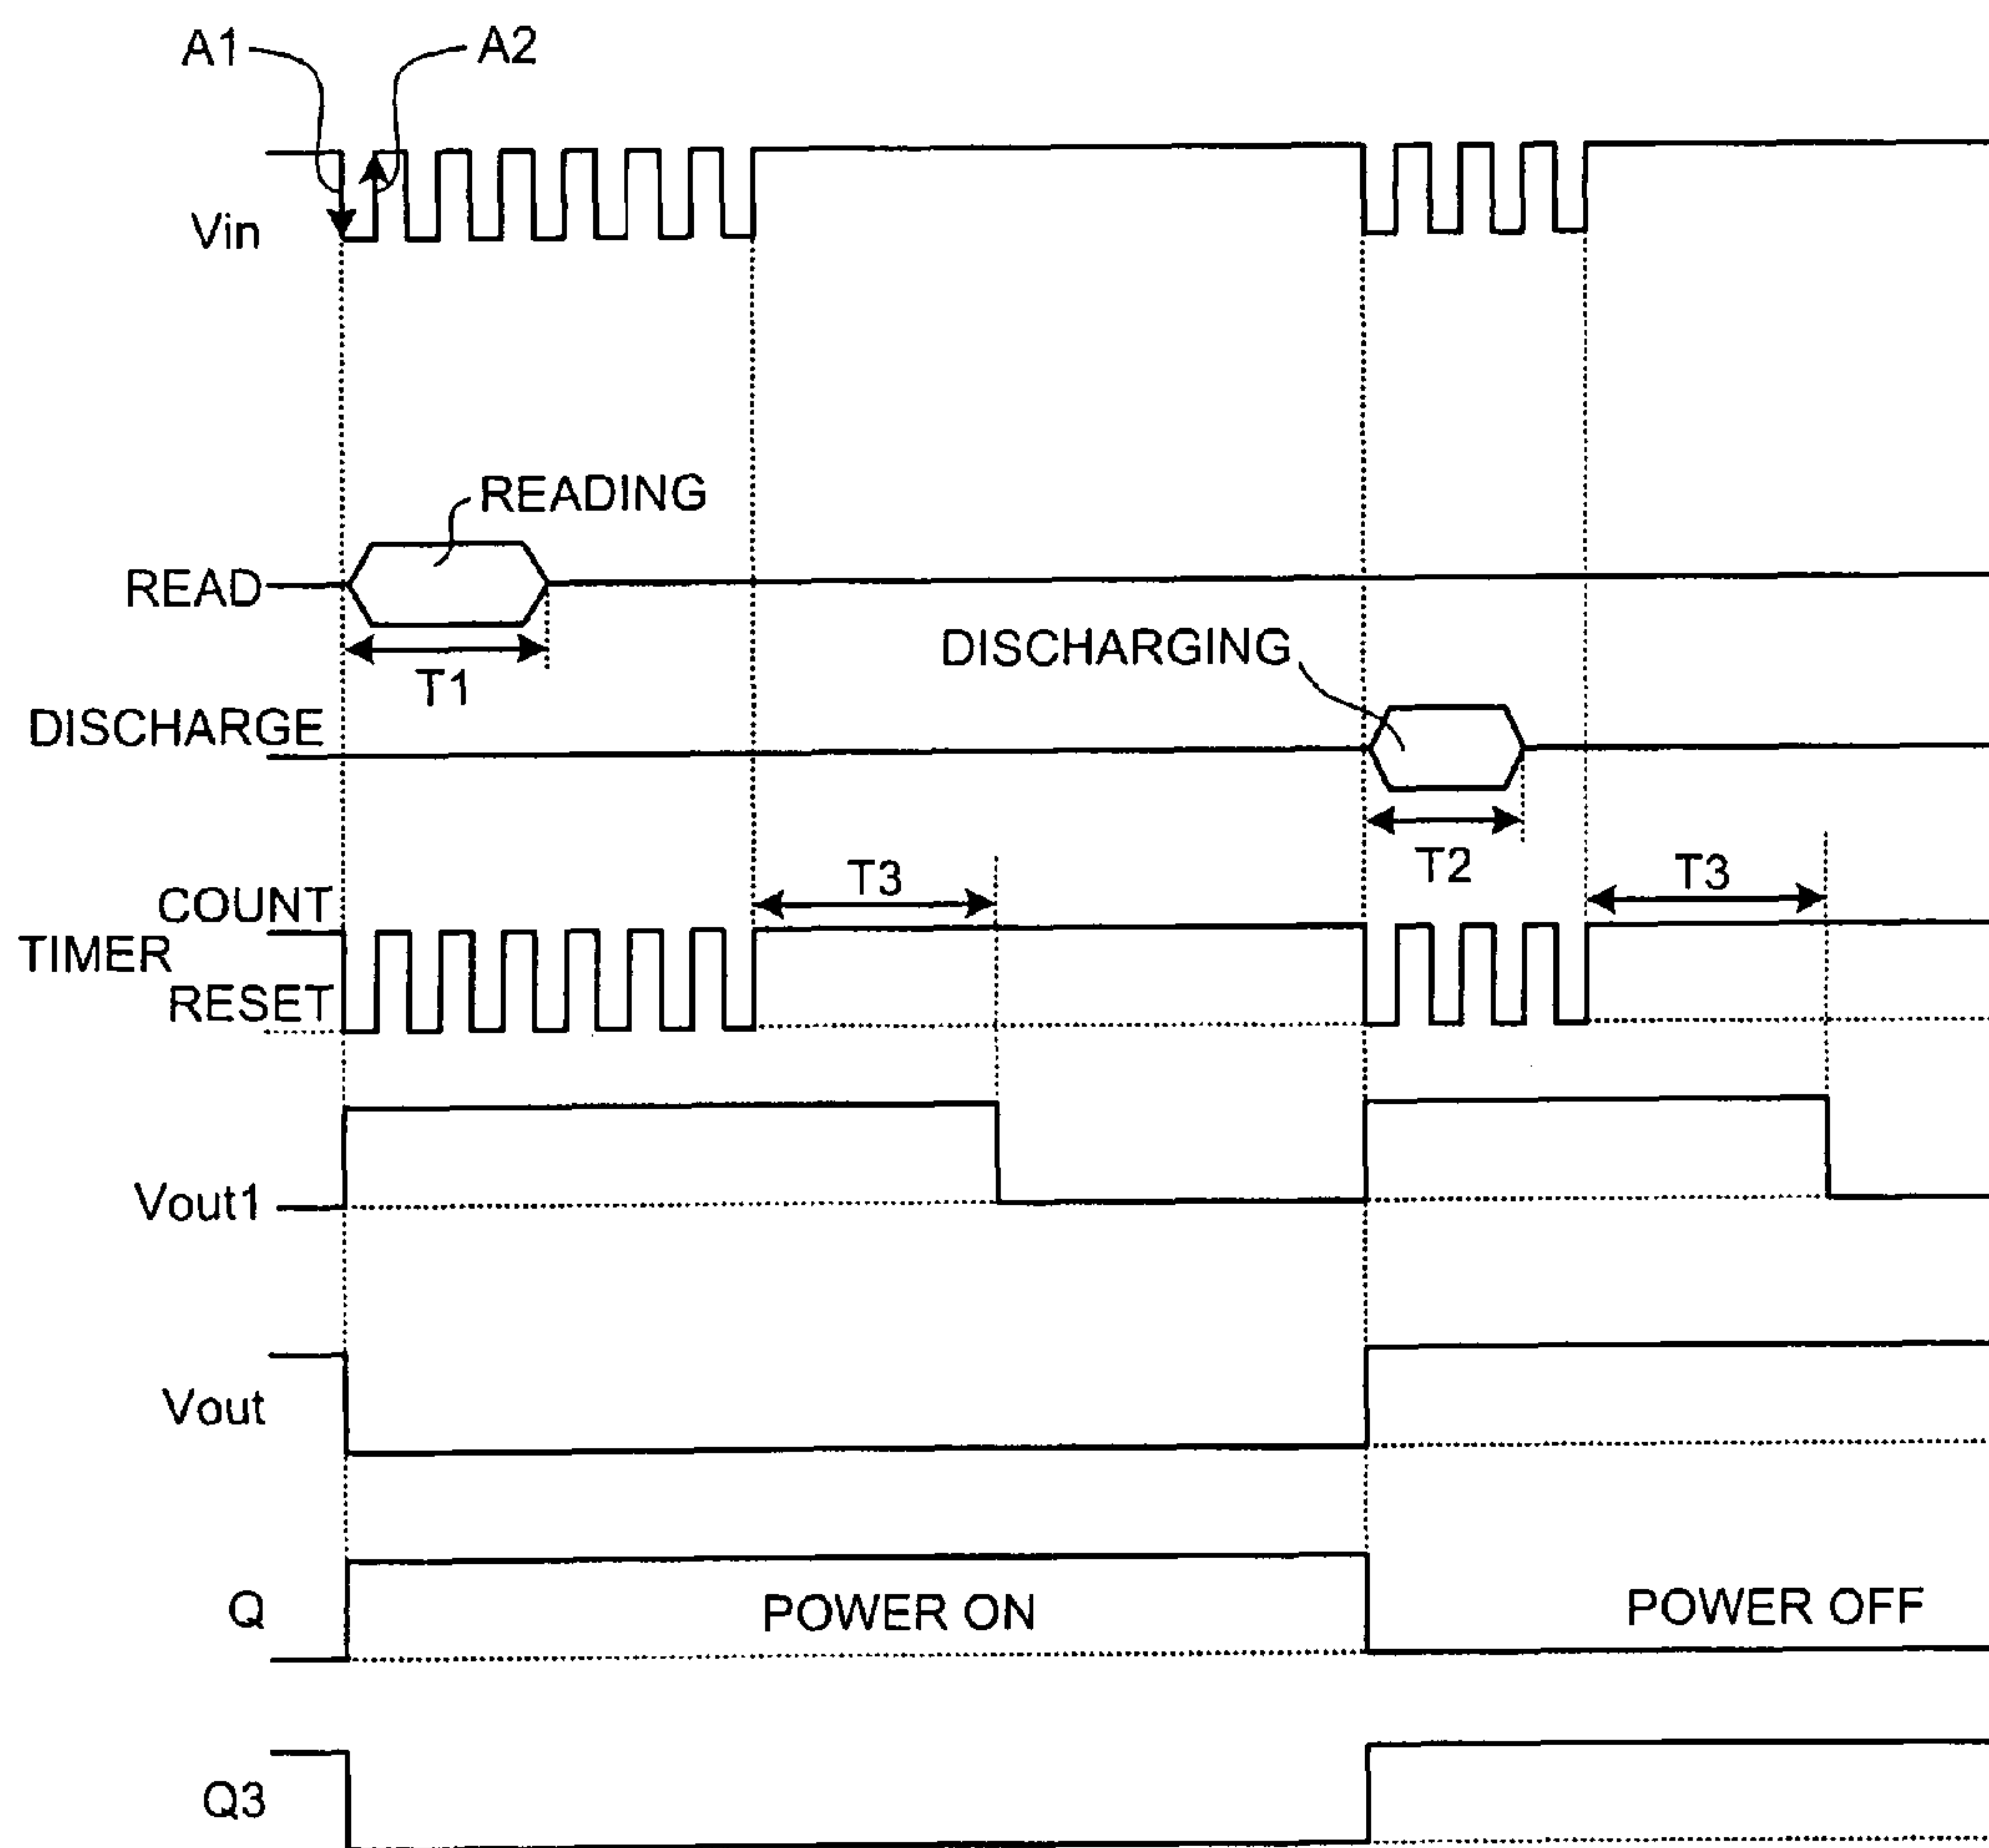 A1
A2
Vin
READING
READ
T1
DISCHARGING
DISCHARGE
T2
T3
T3
COUNT
TIMER
RESET
Vout1
Vout
Q
POWER ON
POWER OFF
Q3